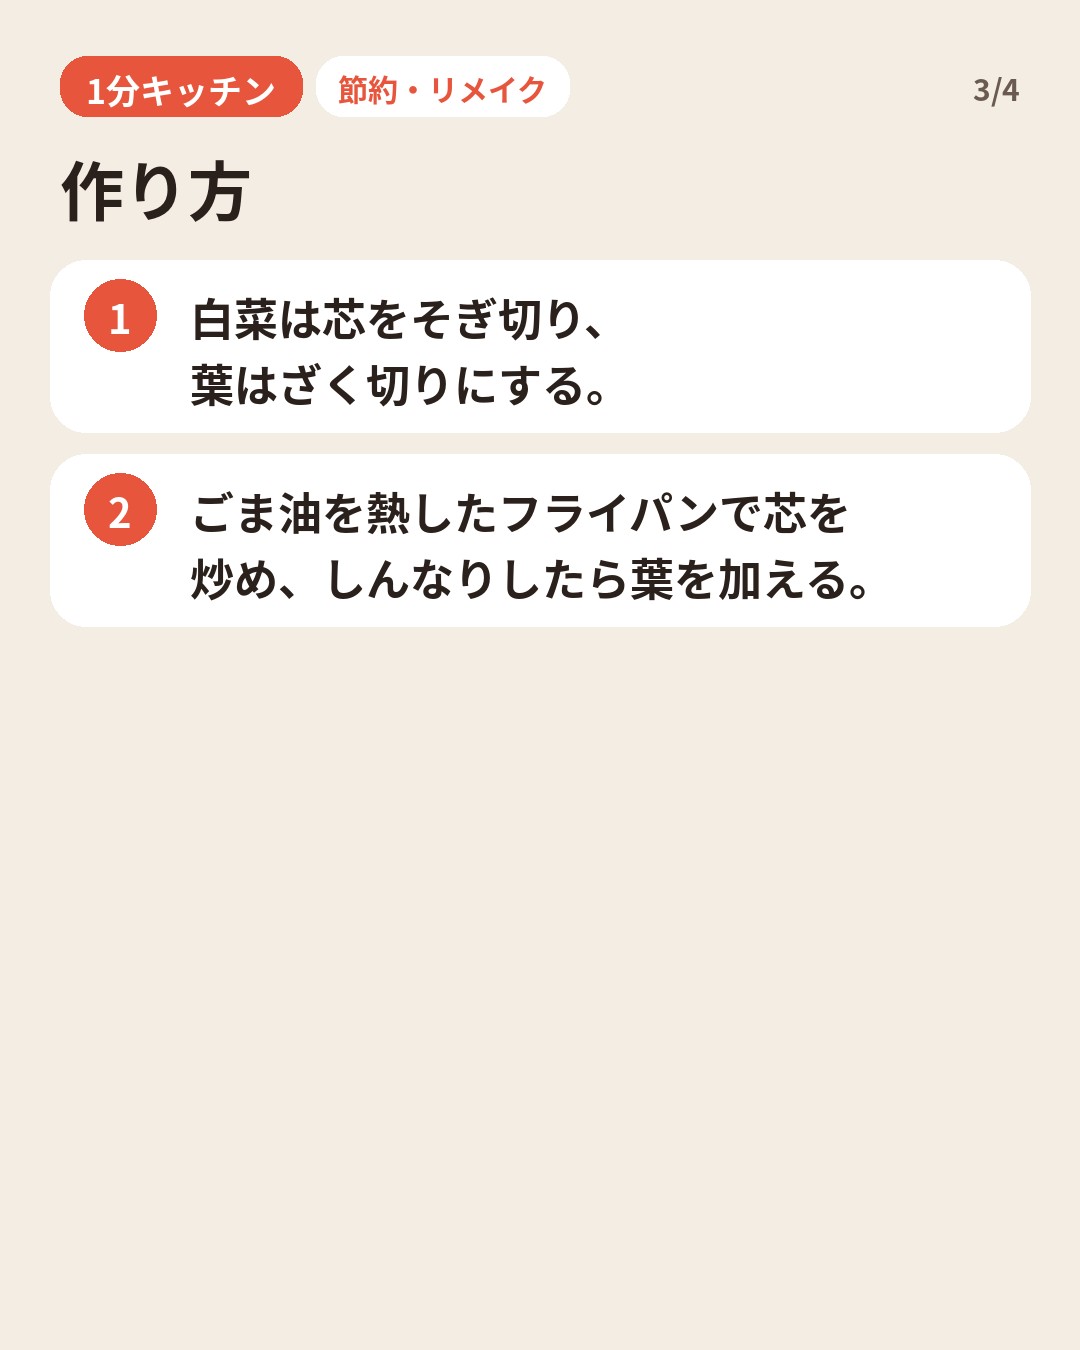 1分キッチン
節約・リメイク
3/4
作り方
1
白菜は芯をそぎ切り、
葉はざく切りにする。
2
ごま油を熱したフライパンで芯を
炒め、しんなりしたら葉を加える。